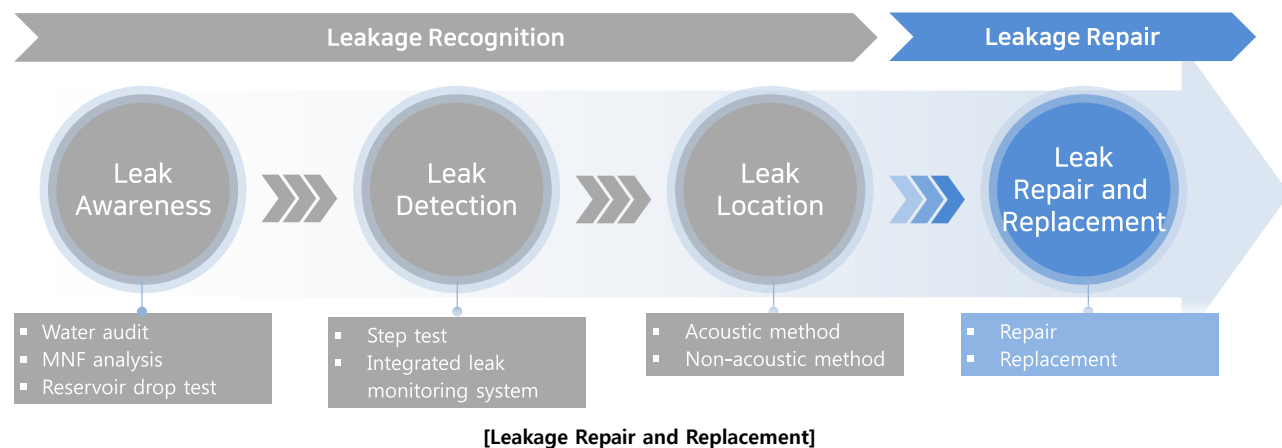 Leakage Recognition
Leakage Repair
Leak
Awareness
Leak
Detection
Leak
Location
Leak
Repair and
Replacement
▪ Water audit
▪ MNF analysis
▪ Reservoir drop test
▪ Step test
▪ Integrated leak
monitoring system
▪ Acoustic method
▪ Non-acoustic method
▪ Repair
▪ Replacement
[Leakage Repair and Replacement]